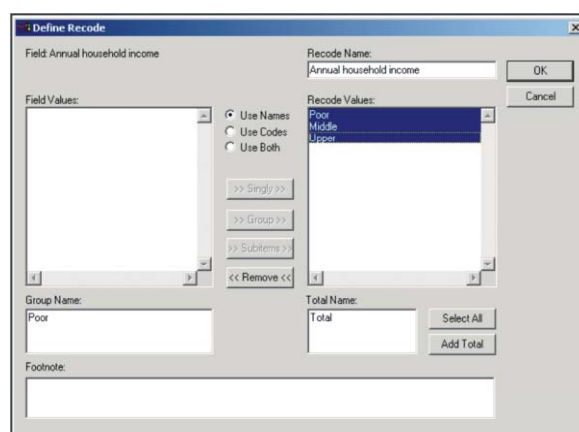 Define Recode
Field: Annual household income
Recode Name:
Annual household income
OK
Cancel
Field Values:
Use Names
Use Codes
Use Both
>> Singly >>
>> Group >>
>> Subitems >>
<< Remove <<
Recode Values:
Poor
Middle
Upper
Group Name:
Poor
Total Name:
Total
Select All
Add Total
Footnote: